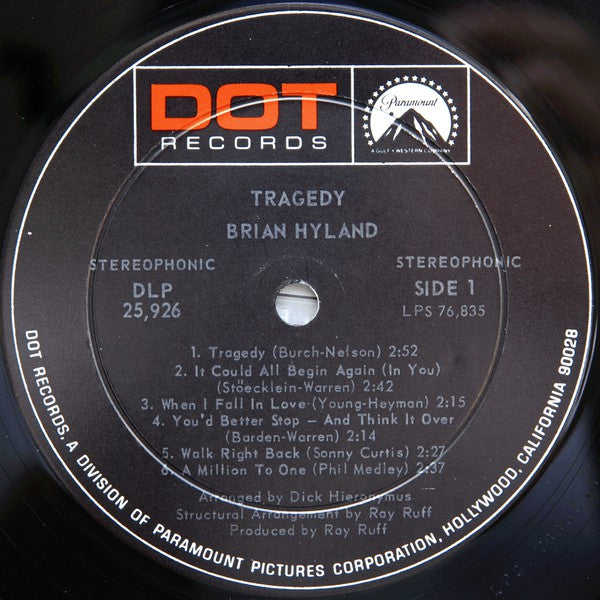 DOT
RECORDS
Paramount
A GULF + WESTERN COMPANY
TRAGEDY
BRIAN HYLAND
STEREOPHONIC
DLP
25,926
STEREOPHONIC
SIDE 1
LPS 76,835
1. Tragedy (Burch-Nelson) 2:52
2. It Could All Begin Again (In You)
(Stoecklein-Warren) 2:42
3. When I Fall In Love (Young-Heyman) 2:15
4. You'd Better Stop — And Think It Over
(Barden-Warren) 2:14
5. Walk Right Back (Sonny Curtis) 2:27
6. A Million To One (Phil Medley) 2:37
Arranged by Dick Hieronymus
Structural Arrangement by Ray Ruff
Produced by Ray Ruff
DOT RECORDS, A DIVISION OF PARAMOUNT PICTURES CORPORATION, HOLLYWOOD, CALIFORNIA 90028